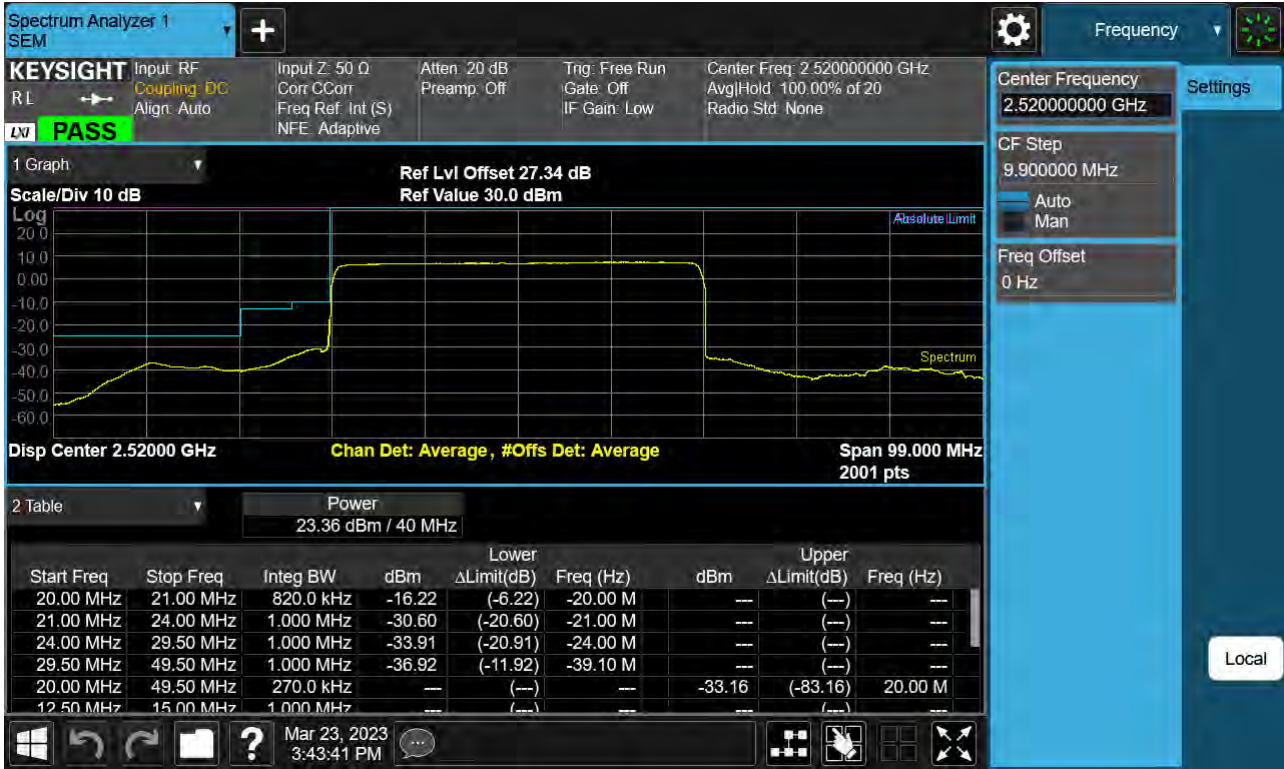 Spectrum Analyzer 1
SEM
Frequency
KEYSIGHT
RL
LXI PASS
Input: RF
Coupling: DC
Align: Auto
Input Z: 50 Ω
Corr CCorr
Freq Ref: Int (S)
NFE: Adaptive
Atten: 20 dB
Preamp: Off
Trig: Free Run
Gate: Off
IF Gain: Low
Center Freq: 2.520000000 GHz
Avg|Hold: 100.00% of 20
Radio Std: None
Center Frequency
2.520000000 GHz
Settings
CF Step
9.900000 MHz
Auto
Man
Freq Offset
0 Hz
Local
1 Graph
Scale/Div 10 dB
Ref Lvl Offset 27.34 dB
Ref Value 30.0 dBm
Log
Absolute Limit
20.0
10.0
0.00
-10.0
-20.0
-30.0
-40.0
-50.0
-60.0
Spectrum
Disp Center 2.52000 GHz
Chan Det: Average, #Offs Det: Average
Span 99.000 MHz
2001 pts
2 Table
Power
23.36 dBm / 40 MHz
Lower Upper
Start Freq Stop Freq Integ BW dBm ΔLimit(dB) Freq (Hz) dBm ΔLimit(dB) Freq (Hz)
20.00 MHz 21.00 MHz 820.0 kHz -16.22 (-6.22) -20.00 M --- (---) ---
21.00 MHz 24.00 MHz 1.000 MHz -30.60 (-20.60) -21.00 M --- (---) ---
24.00 MHz 29.50 MHz 1.000 MHz -33.91 (-20.91) -24.00 M --- (---) ---
29.50 MHz 49.50 MHz 1.000 MHz -36.92 (-11.92) -39.10 M --- (---) ---
20.00 MHz 49.50 MHz 270.0 kHz --- (---) --- -33.16 (-83.16) 20.00 M
12.50 MHz 15.00 MHz 1.000 MHz --- (---) --- --- (---) ---
?
Mar 23, 2023
3:43:41 PM